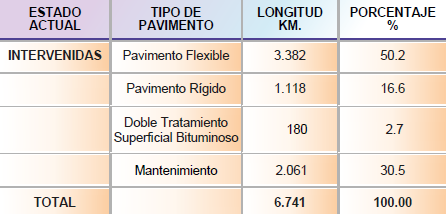 ESTADO ACTUAL TIPO DE PAVIMENTO LONGITUD KM. PORCENTAJE %
INTERVENIDAS Pavimento Flexible 3.382 50.2
Pavimento Rígido 1.118 16.6
Doble Tratamiento Superficial Bituminoso 180 2.7
Mantenimiento 2.061 30.5
TOTAL 6.741 100.00